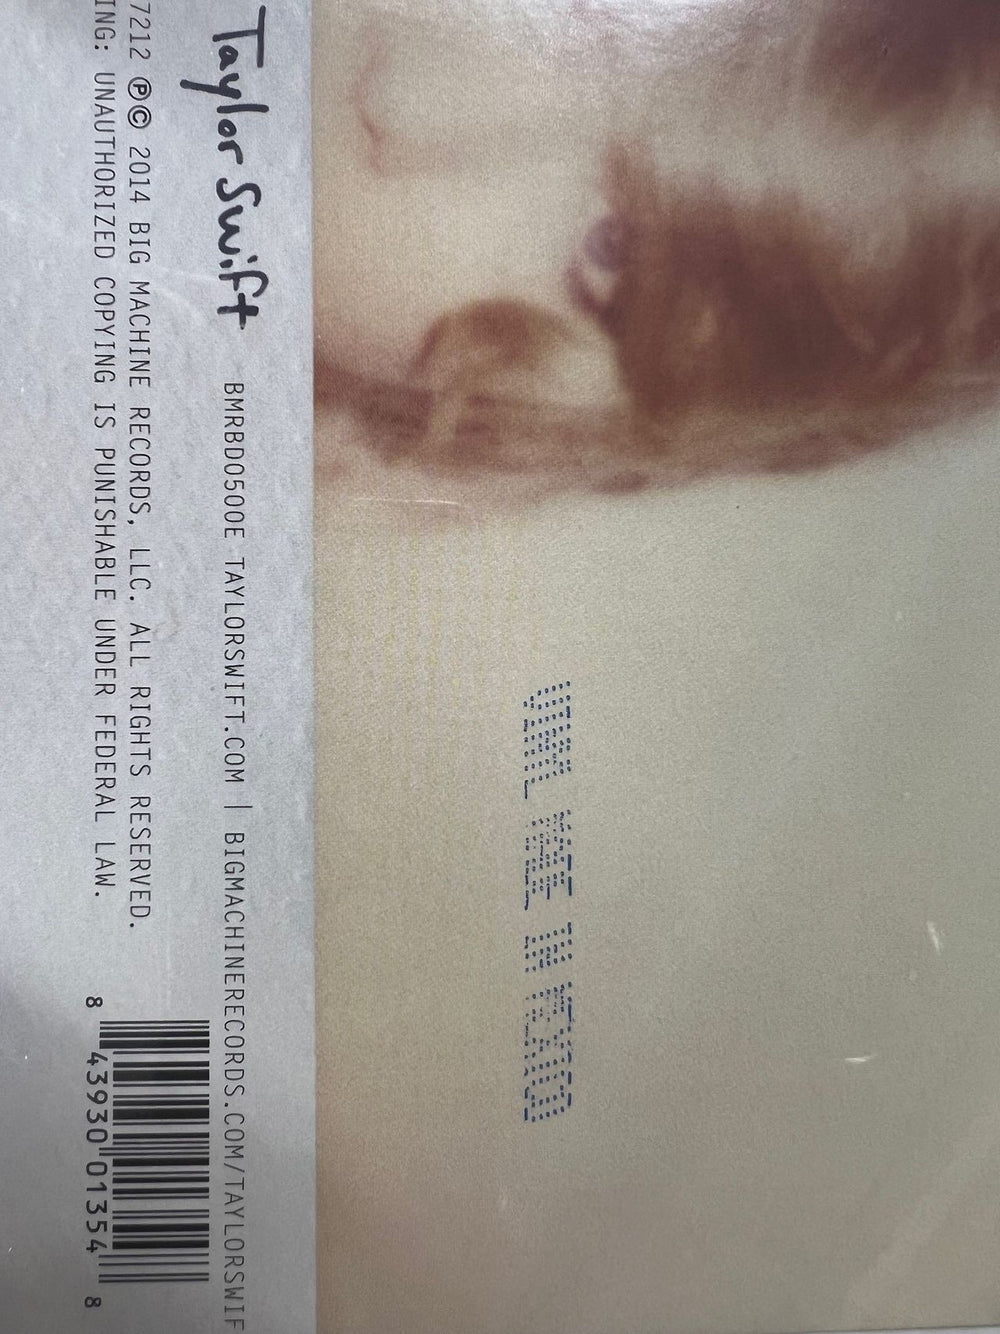 Taylor Swift BMRBD0500E TAYLORSWIFT.COM | BIGMACHINERECORDS.COM/TAYLORSWIF
7212 ℗© 2014 BIG MACHINE RECORDS, LLC. ALL RIGHTS RESERVED.
ING: UNAUTHORIZED COPYING IS PUNISHABLE UNDER FEDERAL LAW.
8 43930 01354 8
VINYL MADE IN MEXICO